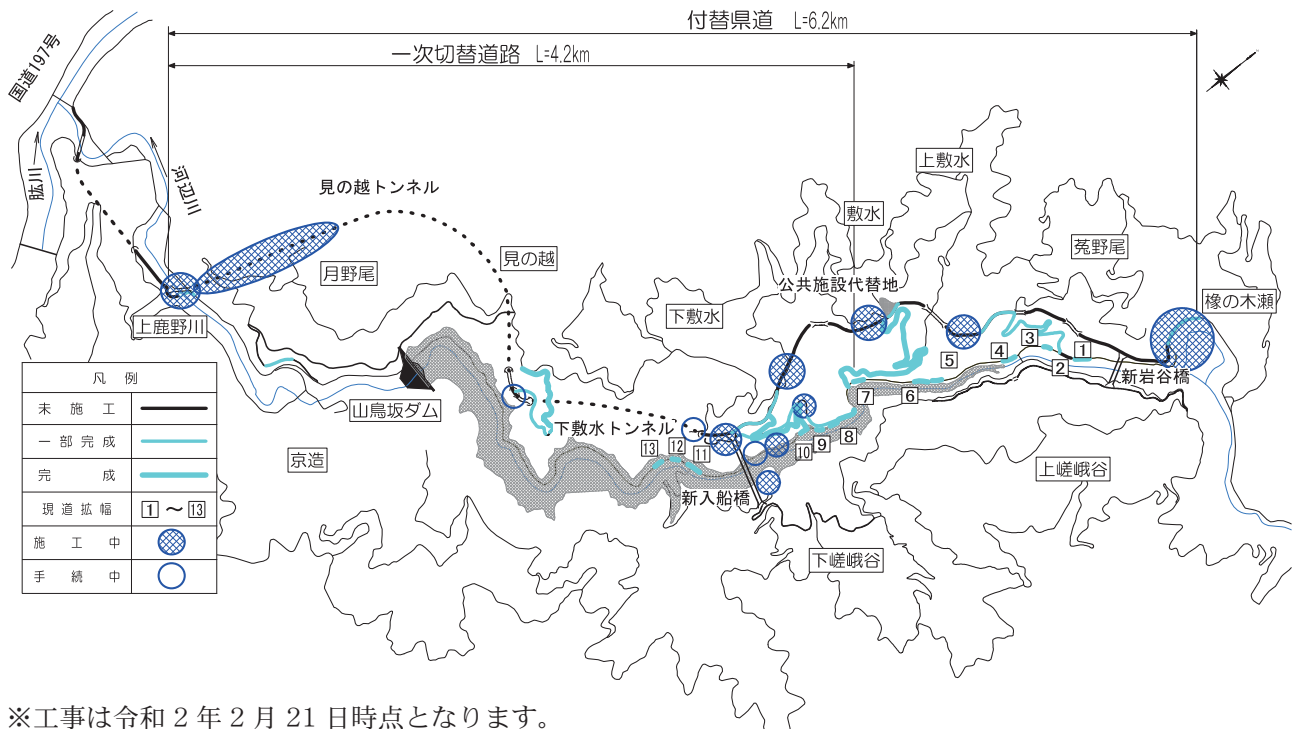 付替県道 L=6.2km
一次切替道路 L=4.2km
国道197号
肱川
河辺川
見の越トンネル
上敷水
敷水
菟野尾
見の越
月野尾
公共施設代替地
下敷水
橡の木瀬
上鹿野川
3
1
5
4
2
新岩谷橋
凡例
未施工
一部完成
完成
現道拡幅 1 ～ 13
施工中
手続中
山鳥坂ダム
7
6
下敷水トンネル
13
12
11
10
9
8
京造
新入船橋
上嵯峨谷
下嵯峨谷
※工事は令和 2 年 2 月 21 日時点となります。